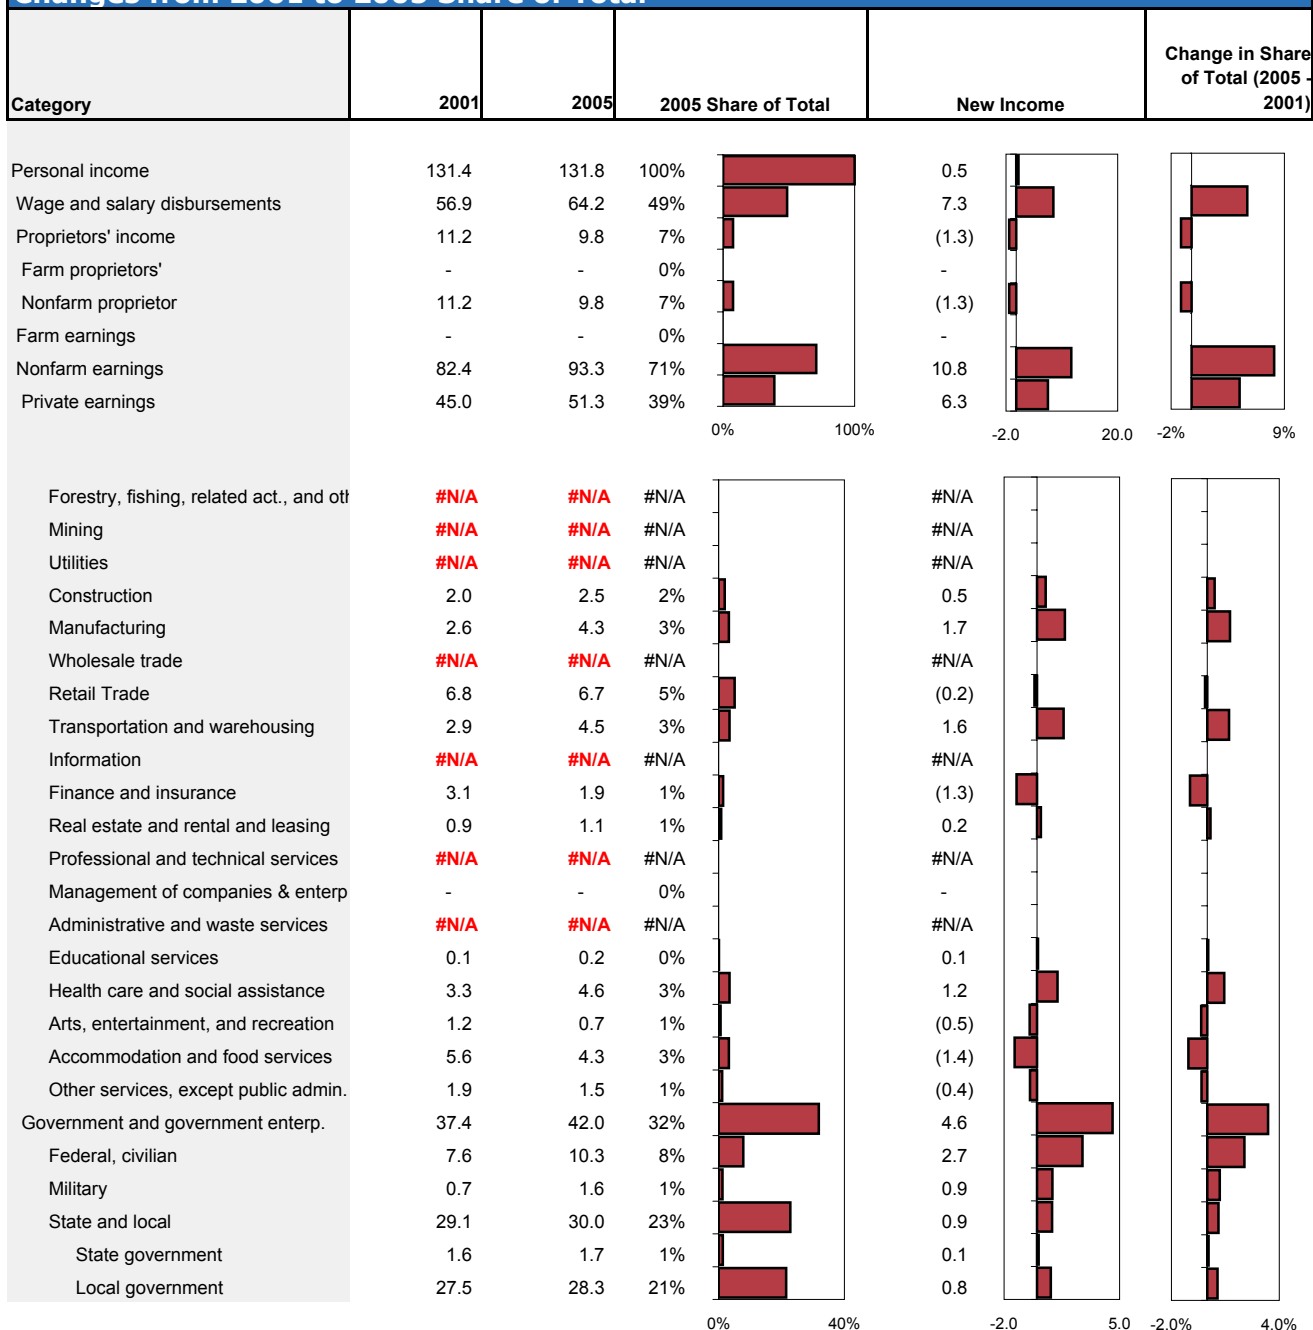 Changes from 2001 to 2005 Share of Total
Change in Share
of Total (2005 -
Category 2001 2005 2005 Share of Total New Income 2001)
Personal income 131.4 131.8 100% 0.5
Wage and salary disbursements 56.9 64.2 49% 7.3
Proprietors' income 11.2 9.8 7% (1.3)
Farm proprietors' - - 0% -
Nonfarm proprietor 11.2 9.8 7% (1.3)
Farm earnings - - 0% -
Nonfarm earnings 82.4 93.3 71% 10.8
Private earnings 45.0 51.3 39% 6.3
0% 100% -2.0 20.0 -2% 9%
Forestry, fishing, related act., and oth #N/A #N/A #N/A #N/A
Mining #N/A #N/A #N/A #N/A
Utilities #N/A #N/A #N/A #N/A
Construction 2.0 2.5 2% 0.5
Manufacturing 2.6 4.3 3% 1.7
Wholesale trade #N/A #N/A #N/A #N/A
Retail Trade 6.8 6.7 5% (0.2)
Transportation and warehousing 2.9 4.5 3% 1.6
Information #N/A #N/A #N/A #N/A
Finance and insurance 3.1 1.9 1% (1.3)
Real estate and rental and leasing 0.9 1.1 1% 0.2
Professional and technical services #N/A #N/A #N/A #N/A
Management of companies & enterp - - 0% -
Administrative and waste services #N/A #N/A #N/A #N/A
Educational services 0.1 0.2 0% 0.1
Health care and social assistance 3.3 4.6 3% 1.2
Arts, entertainment, and recreation 1.2 0.7 1% (0.5)
Accommodation and food services 5.6 4.3 3% (1.4)
Other services, except public admin. 1.9 1.5 1% (0.4)
Government and government enterp. 37.4 42.0 32% 4.6
Federal, civilian 7.6 10.3 8% 2.7
Military 0.7 1.6 1% 0.9
State and local 29.1 30.0 23% 0.9
State government 1.6 1.7 1% 0.1
Local government 27.5 28.3 21% 0.8
0% 40% -2.0 5.0 -2.0% 4.0%